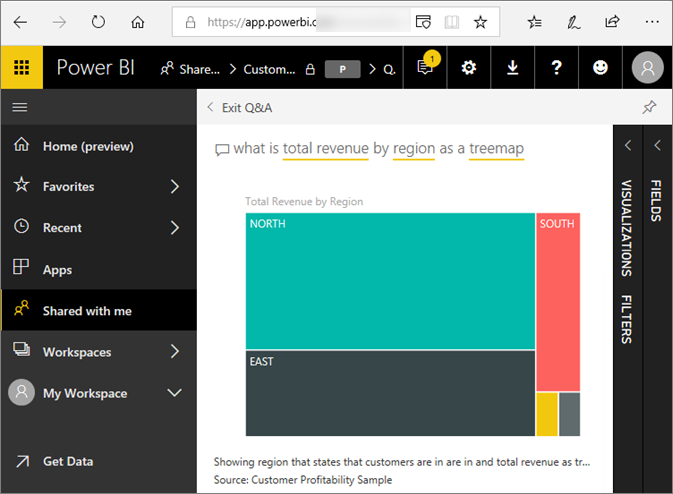 https://app.powerbi.c
Power BI
Share... > Custom... P > Q. 1 ?
Exit Q&A
what is total revenue by region as a treemap
Home (preview)
Favorites
Recent
Apps
Shared with me
Workspaces
My Workspace
Get Data
Total Revenue by Region
NORTH
SOUTH
EAST
VISUALIZATIONS
FILTERS
FIELDS
Showing region that states that customers are in are in and total revenue as tr...
Source: Customer Profitability Sample